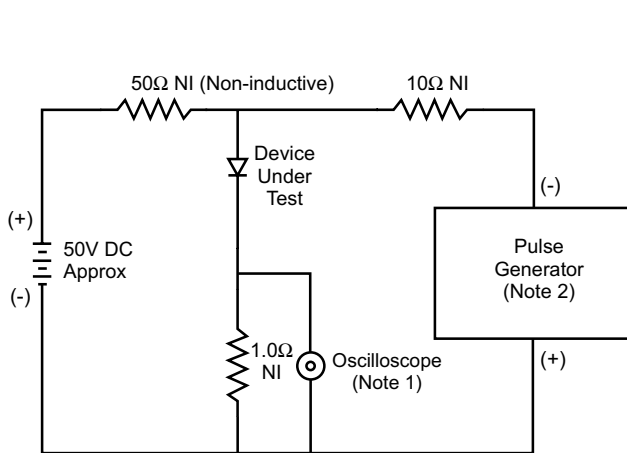 50Ω NI (Non-inductive)
10Ω NI
Device
Under
Test
(+)
50V DC
Approx
(-)
(-)
Pulse
Generator
(Note 2)
(+)
1.0Ω
NI
Oscilloscope
(Note 1)